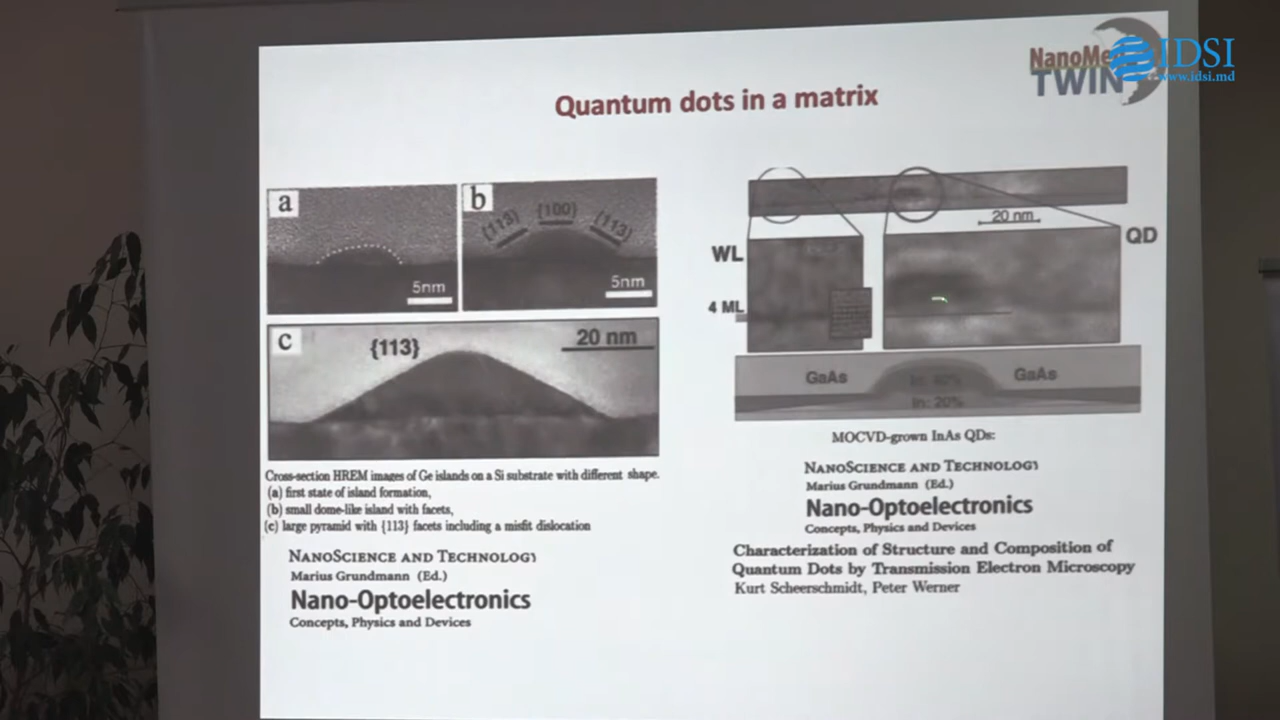 Quantum dots in a matrix
NanoMe
TWIN
IDSI
www.idsi.md
a
b
{113}
{100}
{113}
5nm
5nm
c
{113}
20 nm
Cross-section HREM images of Ge islands on a Si substrate with different shape.
(a) first state of island formation,
(b) small dome-like island with facets,
(c) large pyramid with {113} facets including a misfit dislocation
NANOSCIENCE AND TECHNOLOGY
Marius Grundmann (Ed.)
Nano-Optoelectronics
Concepts, Physics and Devices
20 nm
WL
QD
4 ML
GaAs
In: 40%
GaAs
In: 20%
MOCVD-grown InAs QDs:
NANOSCIENCE AND TECHNOLOGY
Marius Grundmann (Ed.)
Nano-Optoelectronics
Concepts, Physics and Devices
Characterization of Structure and Composition of
Quantum Dots by Transmission Electron Microscopy
Kurt Scheerschmidt, Peter Werner